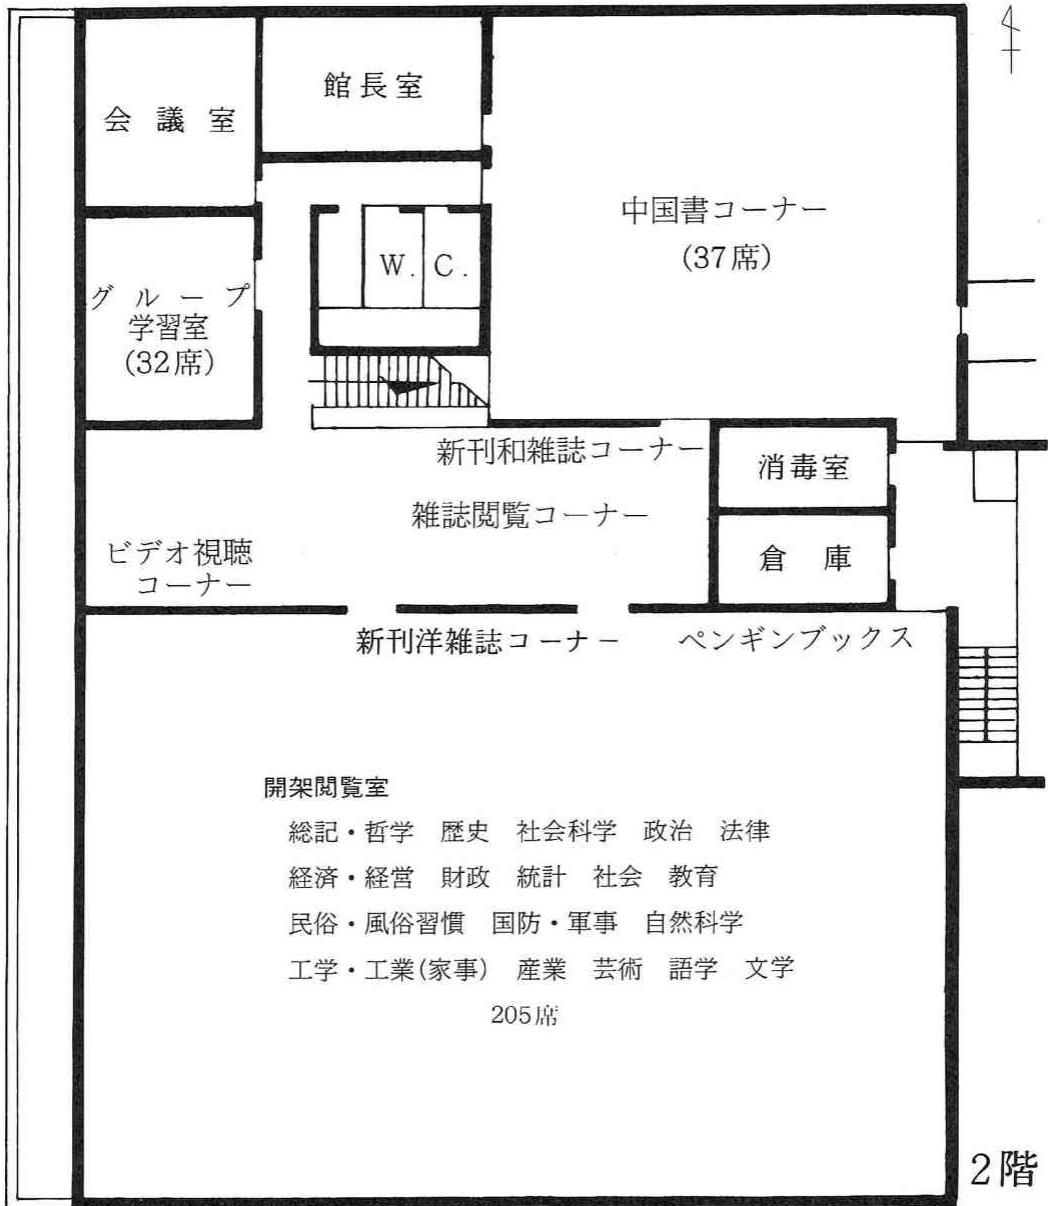 館長室
会議室
中国書コーナー
(37席)
W. C.
グループ
学習室
(32席)
新刊和雑誌コーナー
消毒室
雑誌閲覧コーナー
ビデオ視聴
コーナー
倉庫
新刊洋雑誌コーナー
ペンギンブックス
開架閲覧室
総記・哲学 歴史 社会科学 政治 法律
経済・経営 財政 統計 社会 教育
民俗・風俗習慣 国防・軍事 自然科学
工学・工業(家事) 産業 芸術 語学 文学
205席
2階